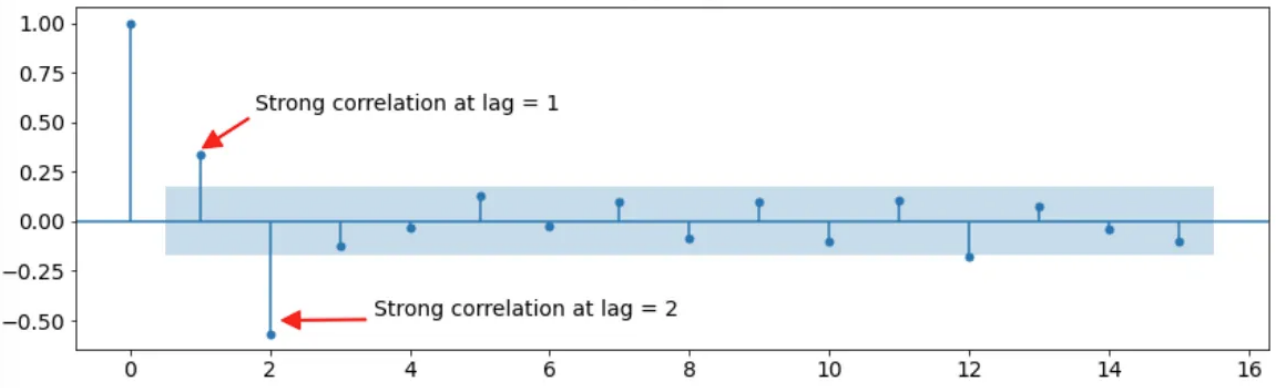 1.00
0.75
Strong correlation at lag = 1
0.50
0.25
0.00
−0.25
Strong correlation at lag = 2
−0.50
0 2 4 6 8 10 12 14 16